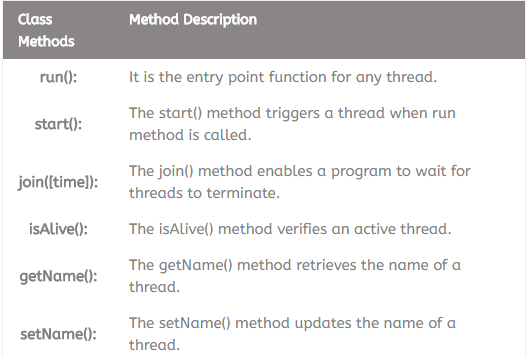 Class Method Description
Methods
run(): It is the entry point function for any thread.
The start() method triggers a thread when run
start():
method is called.
The join() method enables a program to wait for
join([time]):
threads to terminate.
isAlive(): The isAlive() method verifies an active thread.
The getName() method retrieves the name of a
getName():
thread.
The setName() method updates the name of a
setName():
thread.